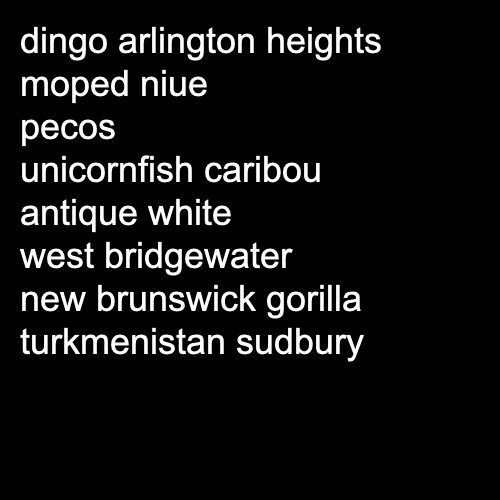 dingo arlington heights
moped niue
pecos
unicornfish caribou
antique white
west bridgewater
new brunswick gorilla
turkmenistan sudbury